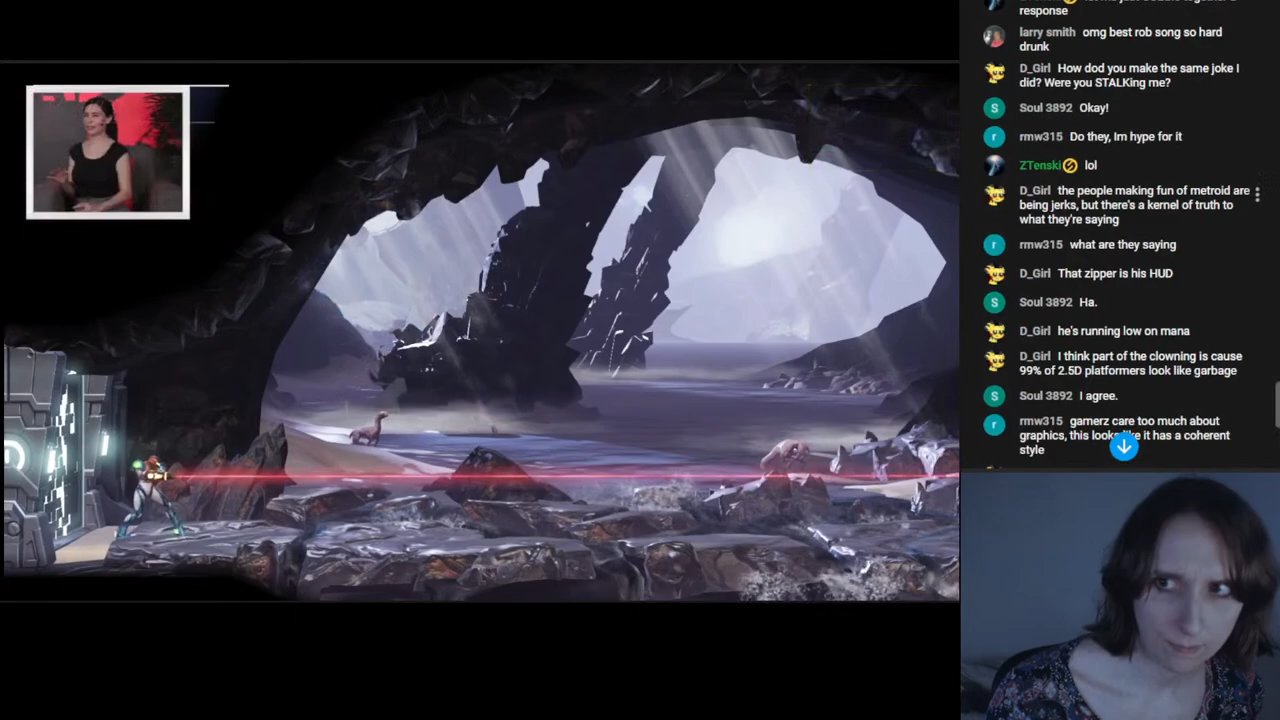 response
larry smith omg best rob song so hard
drunk
D_Girl How dod you make the same joke I
did? Were you STALKing me?
S Soul 3892 Okay!
r rmw315 Do they, Im hype for it
ZTenski lol
D_Girl the people making fun of metroid are
being jerks, but there's a kernel of truth to
what they're saying
r rmw315 what are they saying
D_Girl That zipper is his HUD
S Soul 3892 Ha.
D_Girl he's running low on mana
D_Girl I think part of the clowning is cause
99% of 2.5D platformers look like garbage
S Soul 3892 I agree.
r rmw315 gamerz care too much about
graphics, this looks like it has a coherent
style